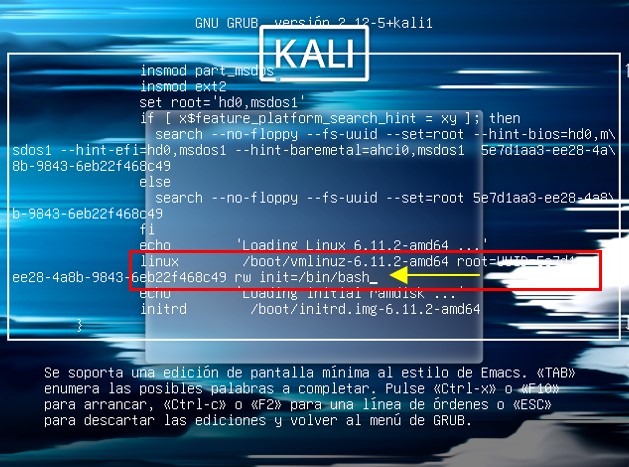 GNU GRUB versión 2.12-5+kali1
KALI
insmod part_msdos
insmod ext2
set root='hd0,msdos1'
if [ x$feature_platform_search_hint = xy ]; then
search --no-floppy --fs-uuid --set=root --hint-bios=hd0,m\
sdos1 --hint-efi=hd0,msdos1 --hint-baremetal=ahci0,msdos1 5e7d1aa3-ee28-4a\
8b-9843-6eb22f468c49
else
search --no-floppy --fs-uuid --set=root 5e7d1aa3-ee28-4a8\
b-9843-6eb22f468c49
fi
echo 'Loading Linux 6.11.2-amd64 ...'
linux /boot/vmlinuz-6.11.2-amd64 root=UUID=5e7d1
ee28-4a8b-9843-6eb22f468c49 rw init=/bin/bash_
echo 'Loading initial ramdisk ...'
initrd /boot/initrd.img-6.11.2-amd64
}
Se soporta una edición de pantalla mínima al estilo de Emacs. «TAB»
enumera las posibles palabras a completar. Pulse «Ctrl-x» o «F10»
para arrancar, «Ctrl-c» o «F2» para una línea de órdenes o «ESC»
para descartar las ediciones y volver al menú de GRUB.